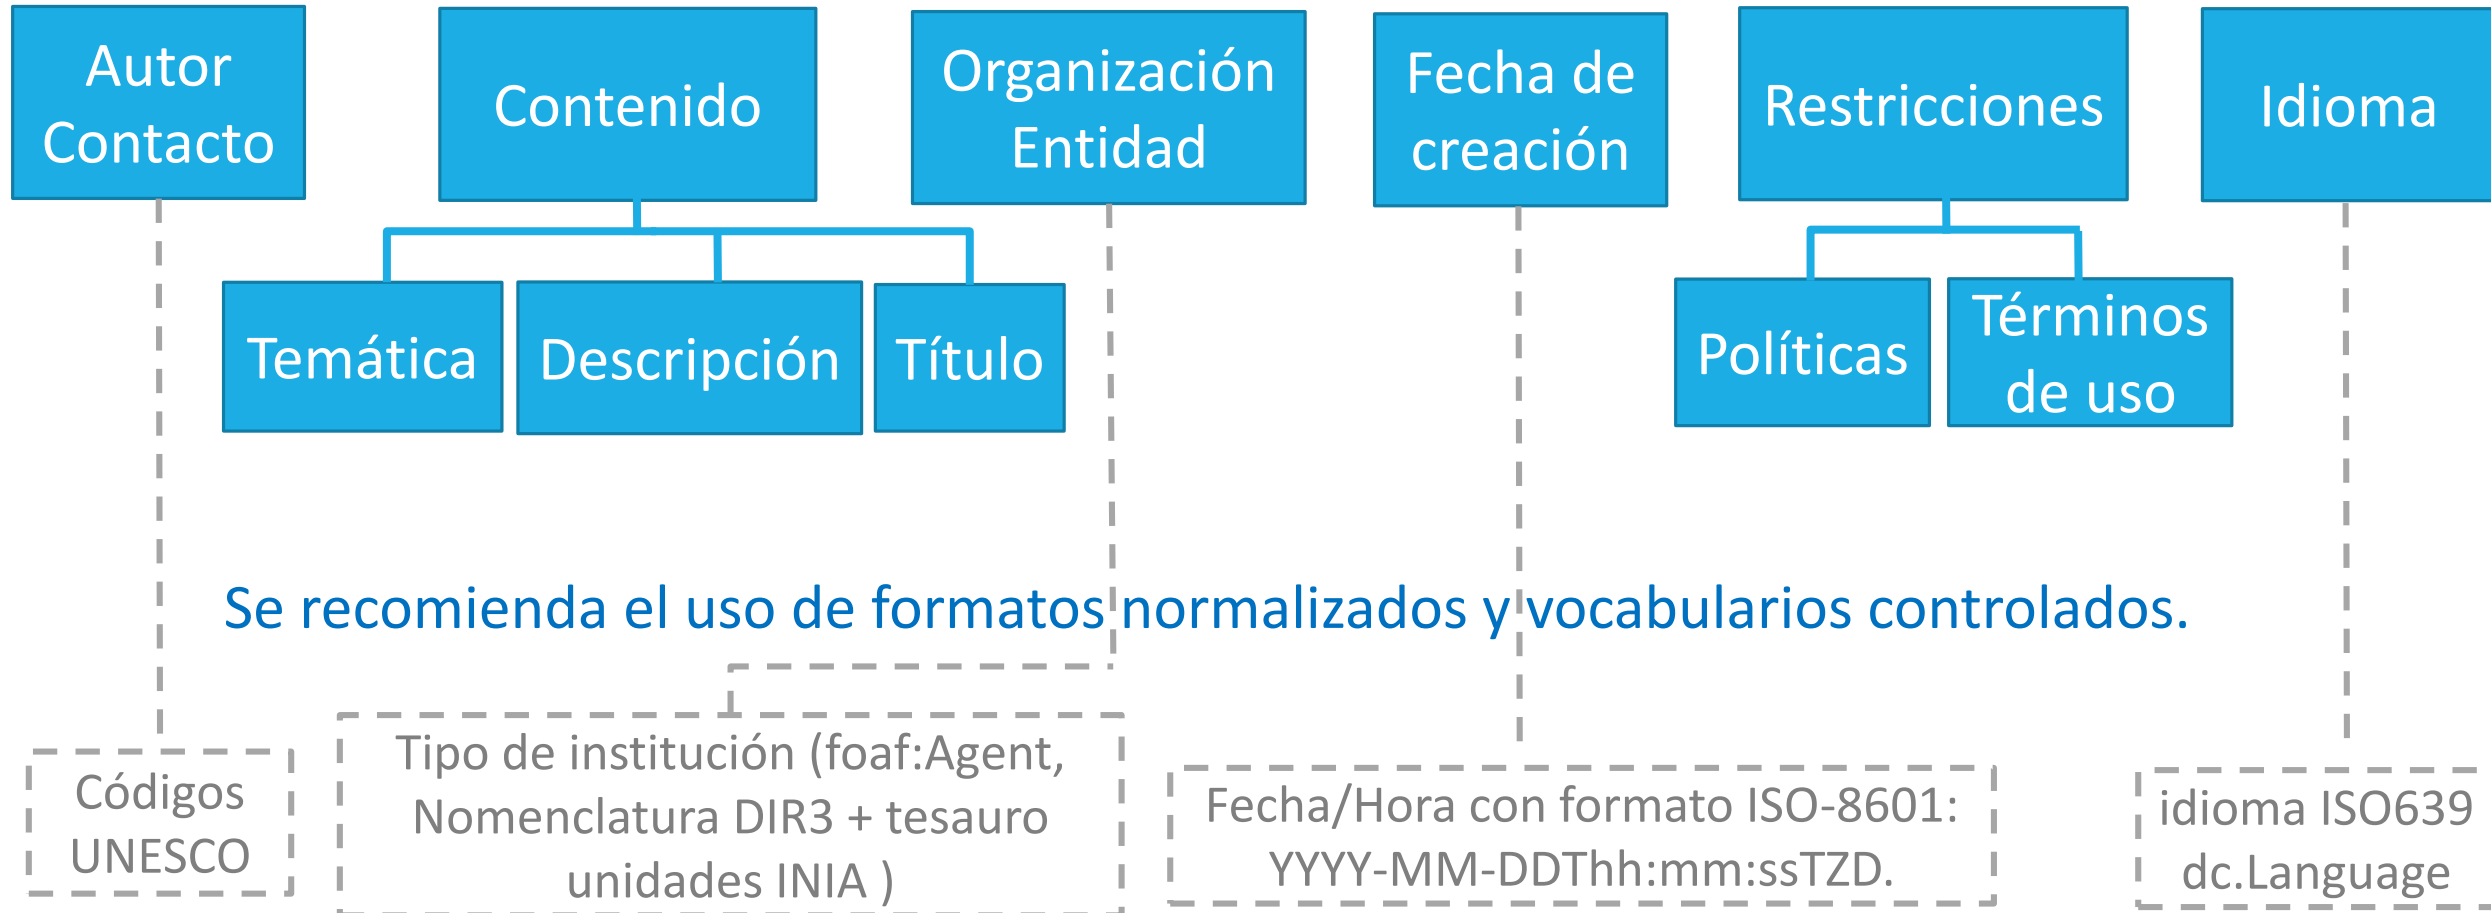 Autor
Contacto
Contenido
Organización
Entidad
Fecha de
creación
Restricciones
Idioma
Temática
Descripción
Título
Políticas
Términos
de uso
Se recomienda el uso de formatos normalizados y vocabularios controlados.
Códigos
UNESCO
Tipo de institución (foaf:Agent,
Nomenclatura DIR3 + tesauro
unidades INIA )
Fecha/Hora con formato ISO-8601:
YYYY-MM-DDThh:mm:ssTZD.
idioma ISO639
dc.Language